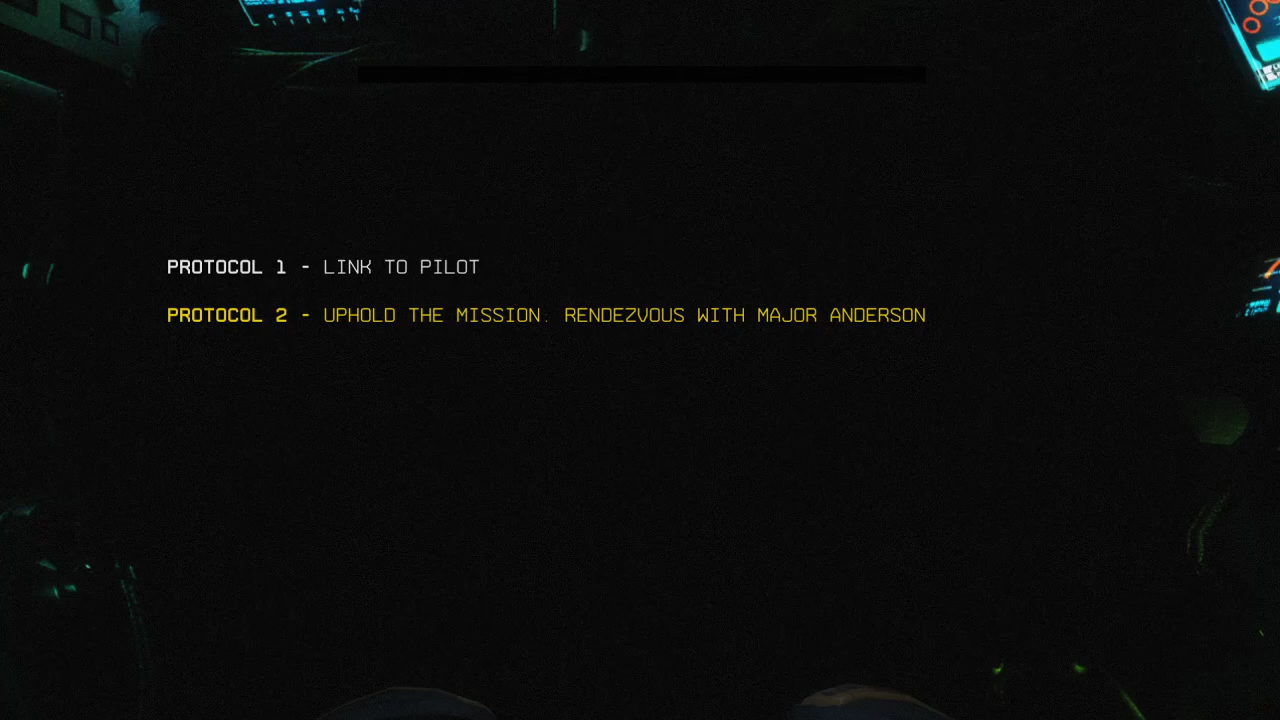 PROTOCOL 1 - LINK TO PILOT
PROTOCOL 2 - UPHOLD THE MISSION. RENDEZVOUS WITH MAJOR ANDERSON